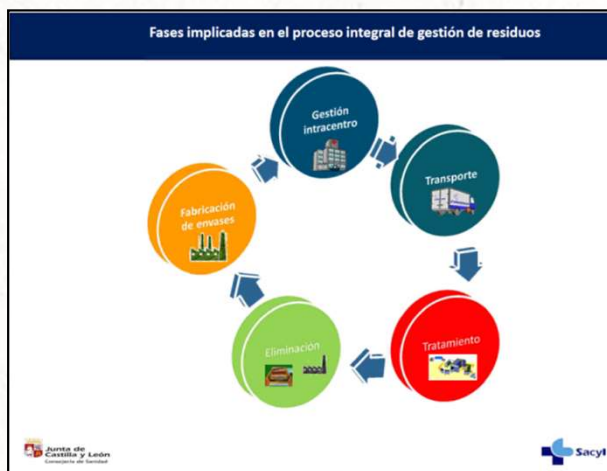 Fases implicadas en el proceso integral de gestión de residuos
Gestión
intracentro
Transporte
Tratamiento
Eliminación
Fabricación
de envases
Junta de
Castilla y León
Consejería de Sanidad
Sacyl